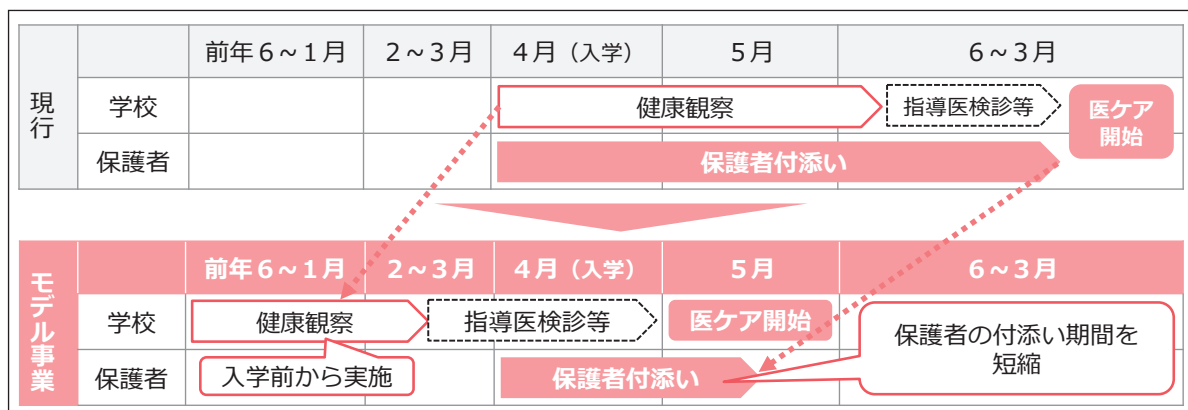 前年６～１月 ２～３月 ４月（入学） ５月 ６～３月
現行
学校 健康観察 指導医検診等 医ケア
開始
保護者 保護者付添い
モデル事業
前年６～１月 ２～３月 ４月（入学） ５月 ６～３月
学校 健康観察 指導医検診等 医ケア開始
保護者の付添い期間を
短縮
保護者 入学前から実施 保護者付添い